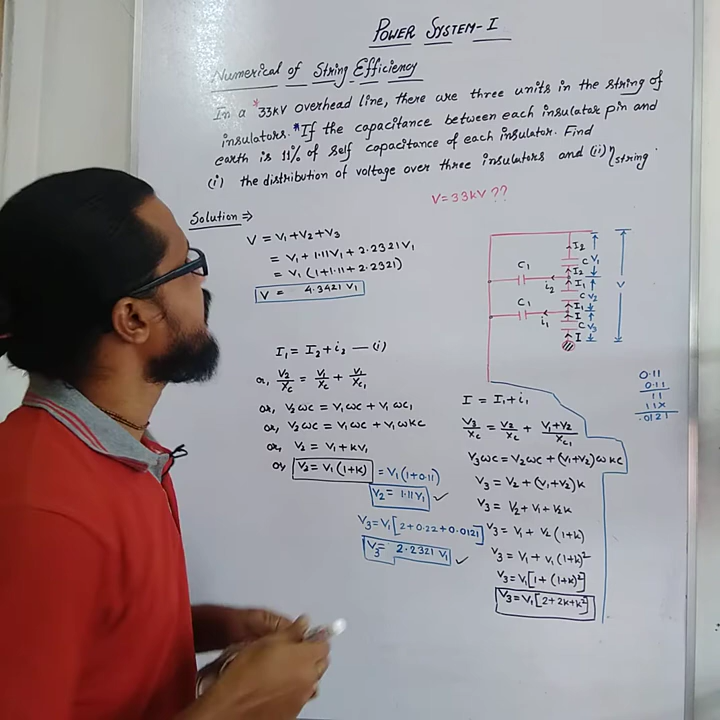 POWER SYSTEM-I
Numerical of String Efficiency
In a *33kV overhead line, there are three units in the string of
insulators. *If the capacitance between each insulator pin and
earth is 11% of self capacitance of each insulator. Find
(i) the distribution of voltage over three insulators and (ii) ηstring.
V=33kV ??
Solution ⇒
V = V₁+V₂+V₃
= V₁+1.11V₁+2.2321V₁
= V₁(1+1.11+2.2321)
V = 4.3421 V₁
I₁ = I₂+i₂ —(i)
or, V₂/Xc = V₁/Xc + V₁/Xc₁
or, V₂ωC = V₁ωC + V₁ωC₁
or, V₂ωC = V₁ωC + V₁ωKC
or, V₂ = V₁+KV₁
or V₂ = V₁(1+K) = V₁(1+0.11)
V₂ = 1.11V₁ ✓
V₃=V₁[2+0.22+0.0121]
V₃= 2.2321 V₁ ✓
C₁
C₁
i₂
i₁
I₂
I₂
I₁
I₁
I
I
C V₁
C V₂
C V₃
V
I = I₁+i₁
V₃/Xc = V₂/Xc + V₁+V₂/Xc₁
V₃ωC = V₂ωC+(V₁+V₂)ωKC
V₃ = V₂+(V₁+V₂)K
V₃ = V₂+V₁+V₂K
V₃ = V₁+V₂(1+K)
V₃ = V₁+V₁(1+K)²
V₃=V₁[1+(1+K)²]
V₃=V₁[2+2K+K²]
0.11
0.11
11
11x
.0121